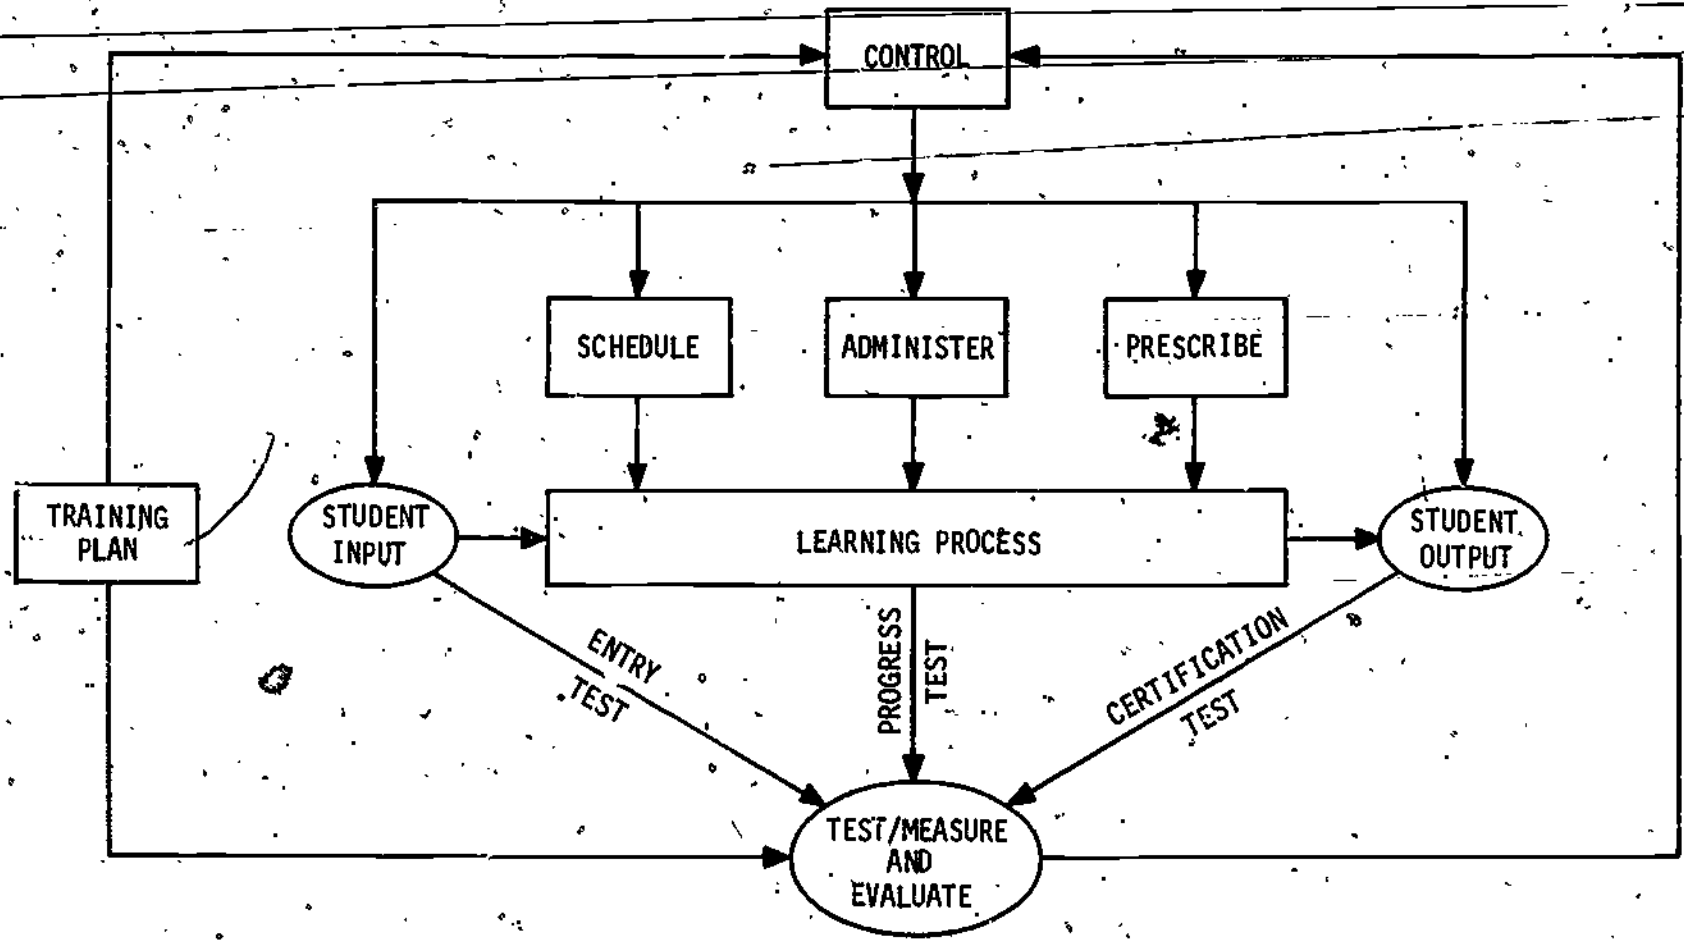 CONTROL
SCHEDULE
ADMINISTER
PRESCRIBE
TRAINING
PLAN
STUDENT
INPUT
LEARNING PROCESS
STUDENT
OUTPUT
ENTRY
TEST
PROGRESS
TEST
CERTIFICATION
TEST
TEST/MEASURE
AND
EVALUATE